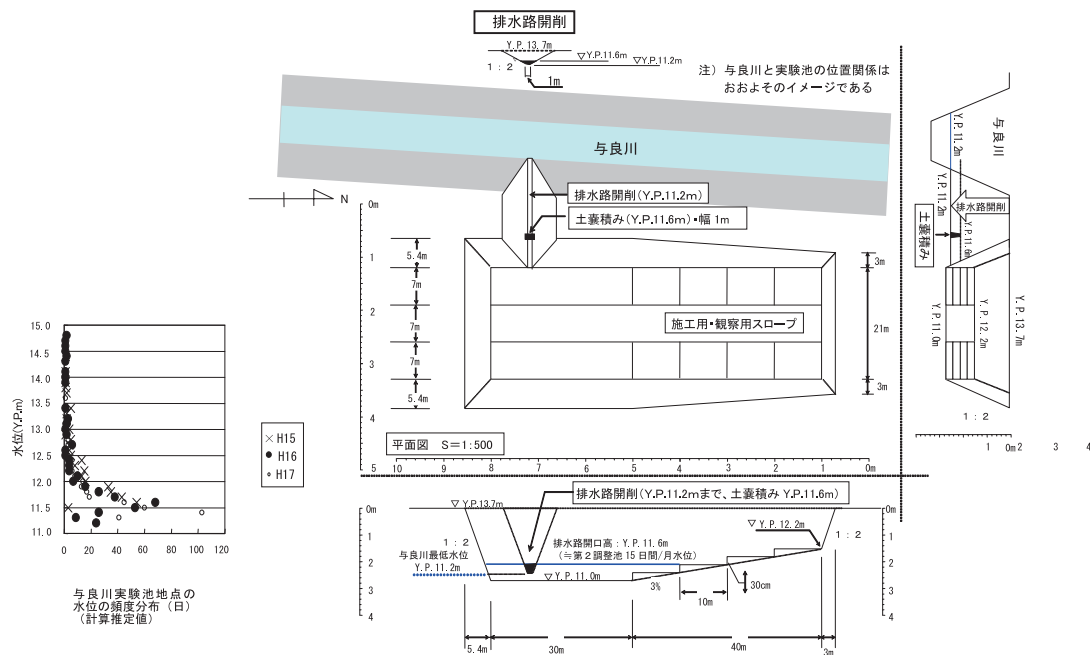 排水路開削
Y.P.13.7m
▽Y.P.11.6m
▽Y.P.11.2m
1：2
1m
注）与良川と実験池の位置関係は
おおよそのイメージである
与良川
N
排水路開削(Y.P.11.2m)
土嚢積み(Y.P.11.6m)・幅 1m
0m
1
2
3
4
5
5.4m
7m
7m
7m
5.4m
施工用・観察用スロープ
3m
21m
3m
平面図 S＝1:500
10
9
8
7
6
5
4
3
2
1
0m
与良川
Y.P.11.2m
Y.P.11.2m
排水路開削
Y.P.11.6m
土嚢積み
Y.P.11.0m
Y.P.12.2m
Y.P.13.7m
1：2
1
0m
2
3
4
水位(Y.P.m)
15.0
14.5
14.0
13.5
13.0
12.5
12.0
11.5
11.0
0
20
40
60
80
100
120
×H15
●H16
○H17
与良川実験池地点の
水位の頻度分布（日）
（計算推定値）
排水路開削(Y.P.11.2mまで、土嚢積み Y.P.11.6m)
▽Y.P.13.7m
1：2
排水路開口高：Y.P.11.6m
（≒第２調整池 15 日間/月水位）
与良川最低水位
Y.P.11.2m
▽Y.P.11.0m
▽Y.P.12.2m
1：2
3%
10m
30cm
0m
1
2
3
4
0m
1
2
3
4
5.4m
30m
40m
3m